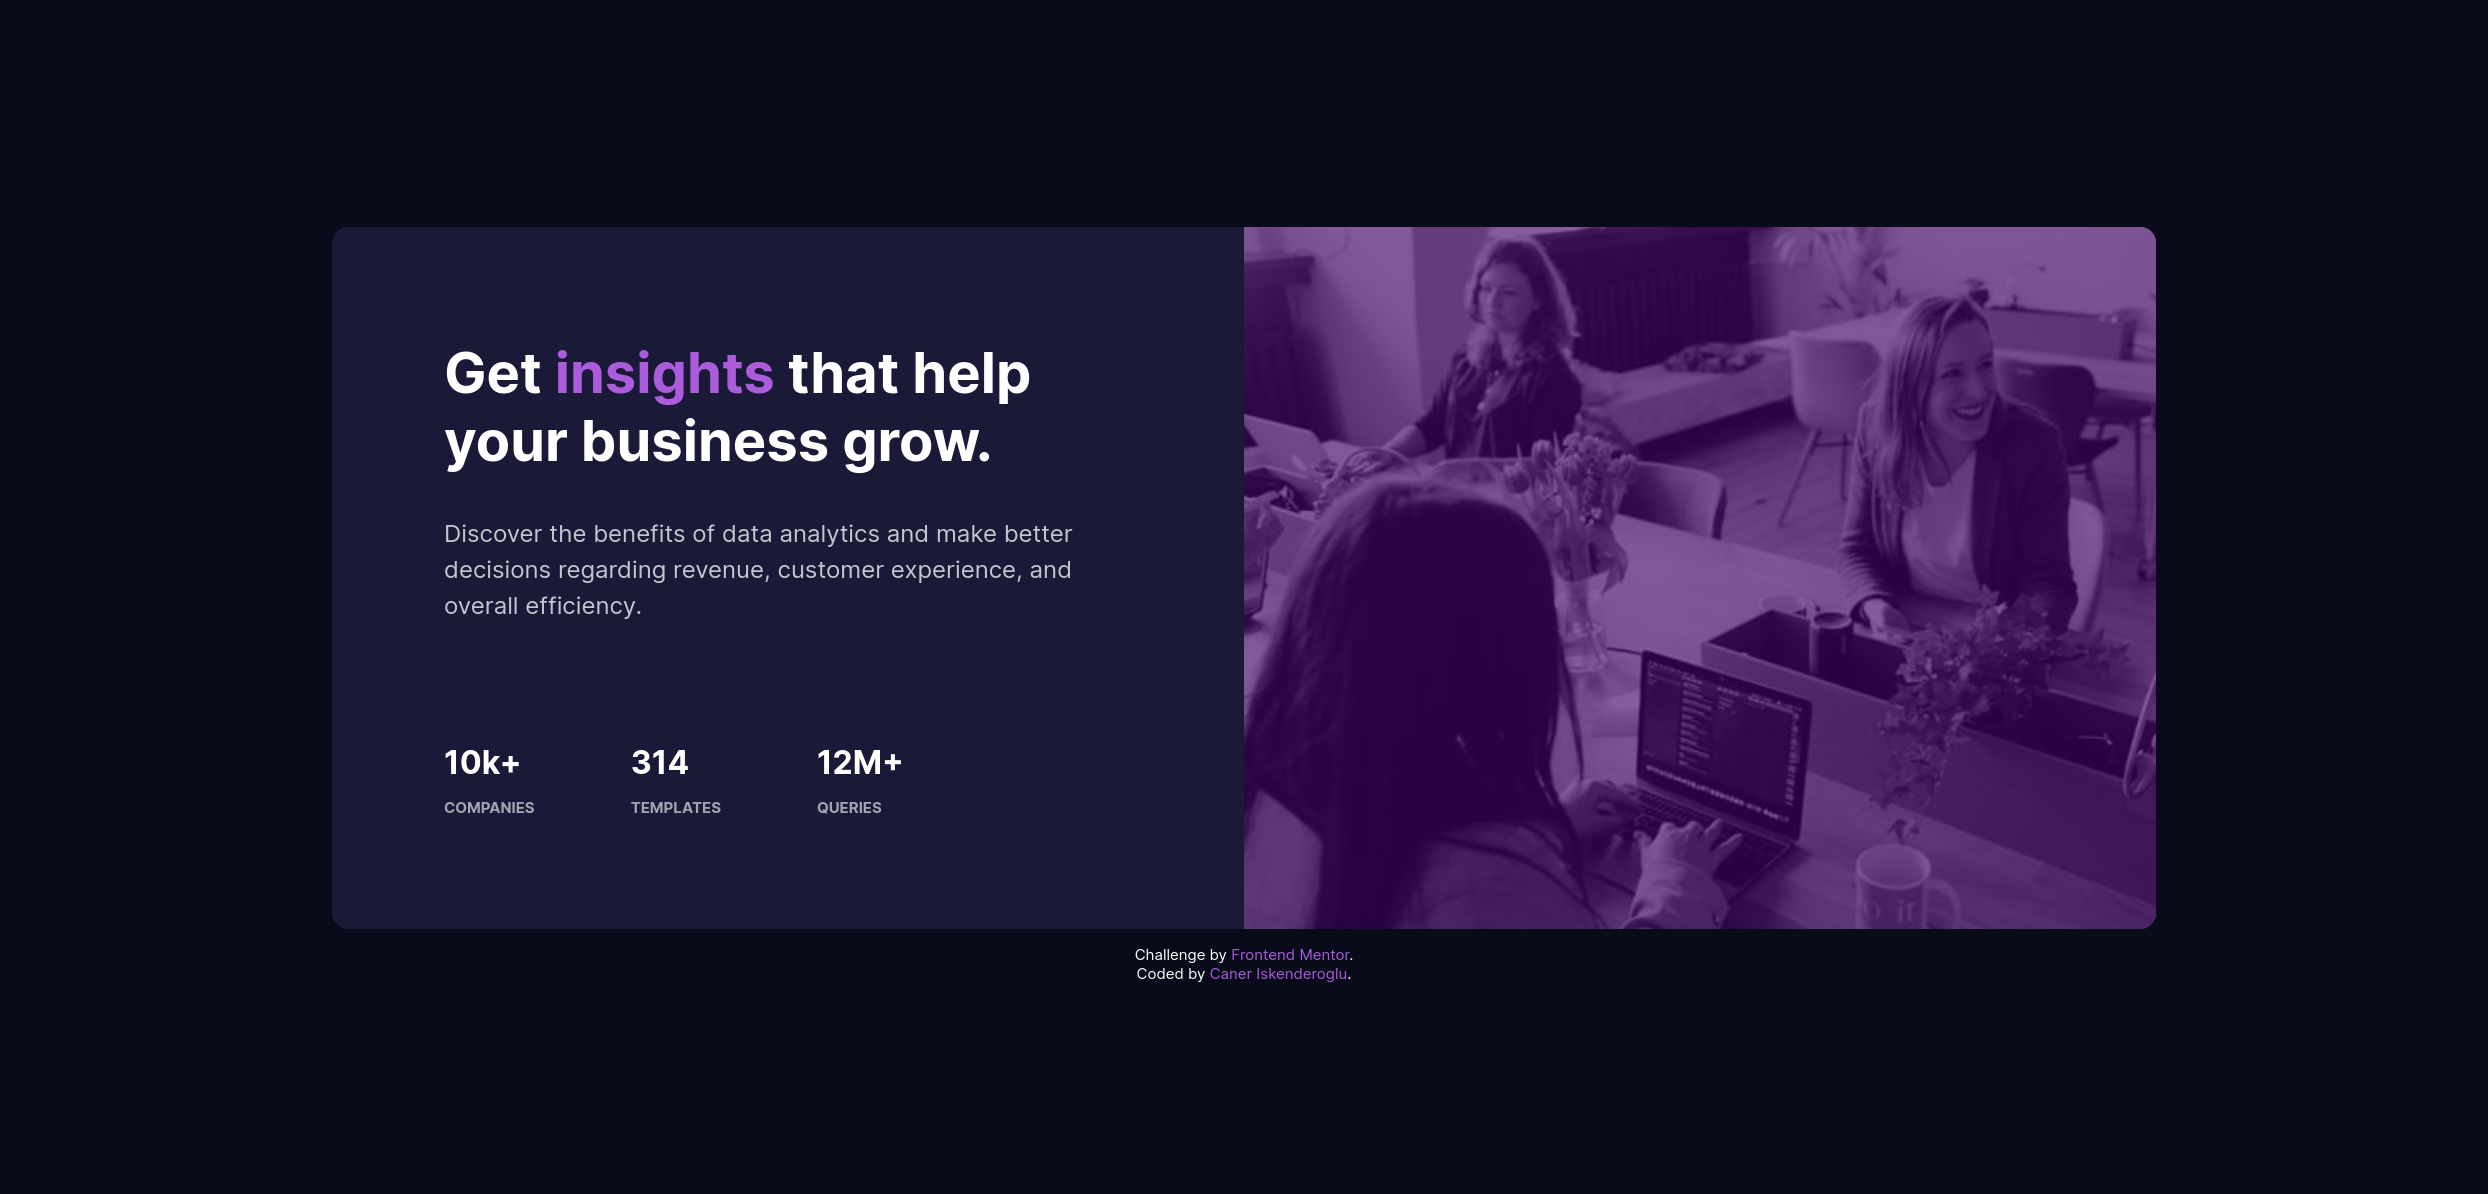 Get insights that help
your business grow.
Discover the benefits of data analytics and make better
decisions regarding revenue, customer experience, and
overall efficiency.
10k+
COMPANIES
314
TEMPLATES
12M+
QUERIES
Challenge by Frontend Mentor.
Coded by Caner Iskenderoglu.